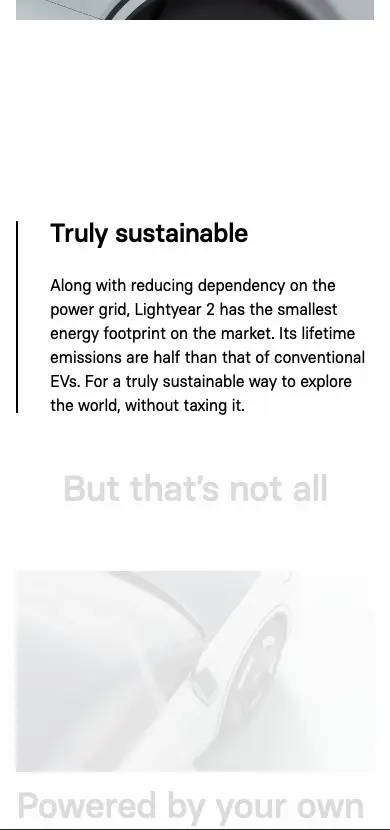 Truly sustainable
Along with reducing dependency on the
power grid, Lightyear 2 has the smallest
energy footprint on the market. Its lifetime
emissions are half than that of conventional
EVs. For a truly sustainable way to explore
the world, without taxing it.
But that's not all
Powered by your own